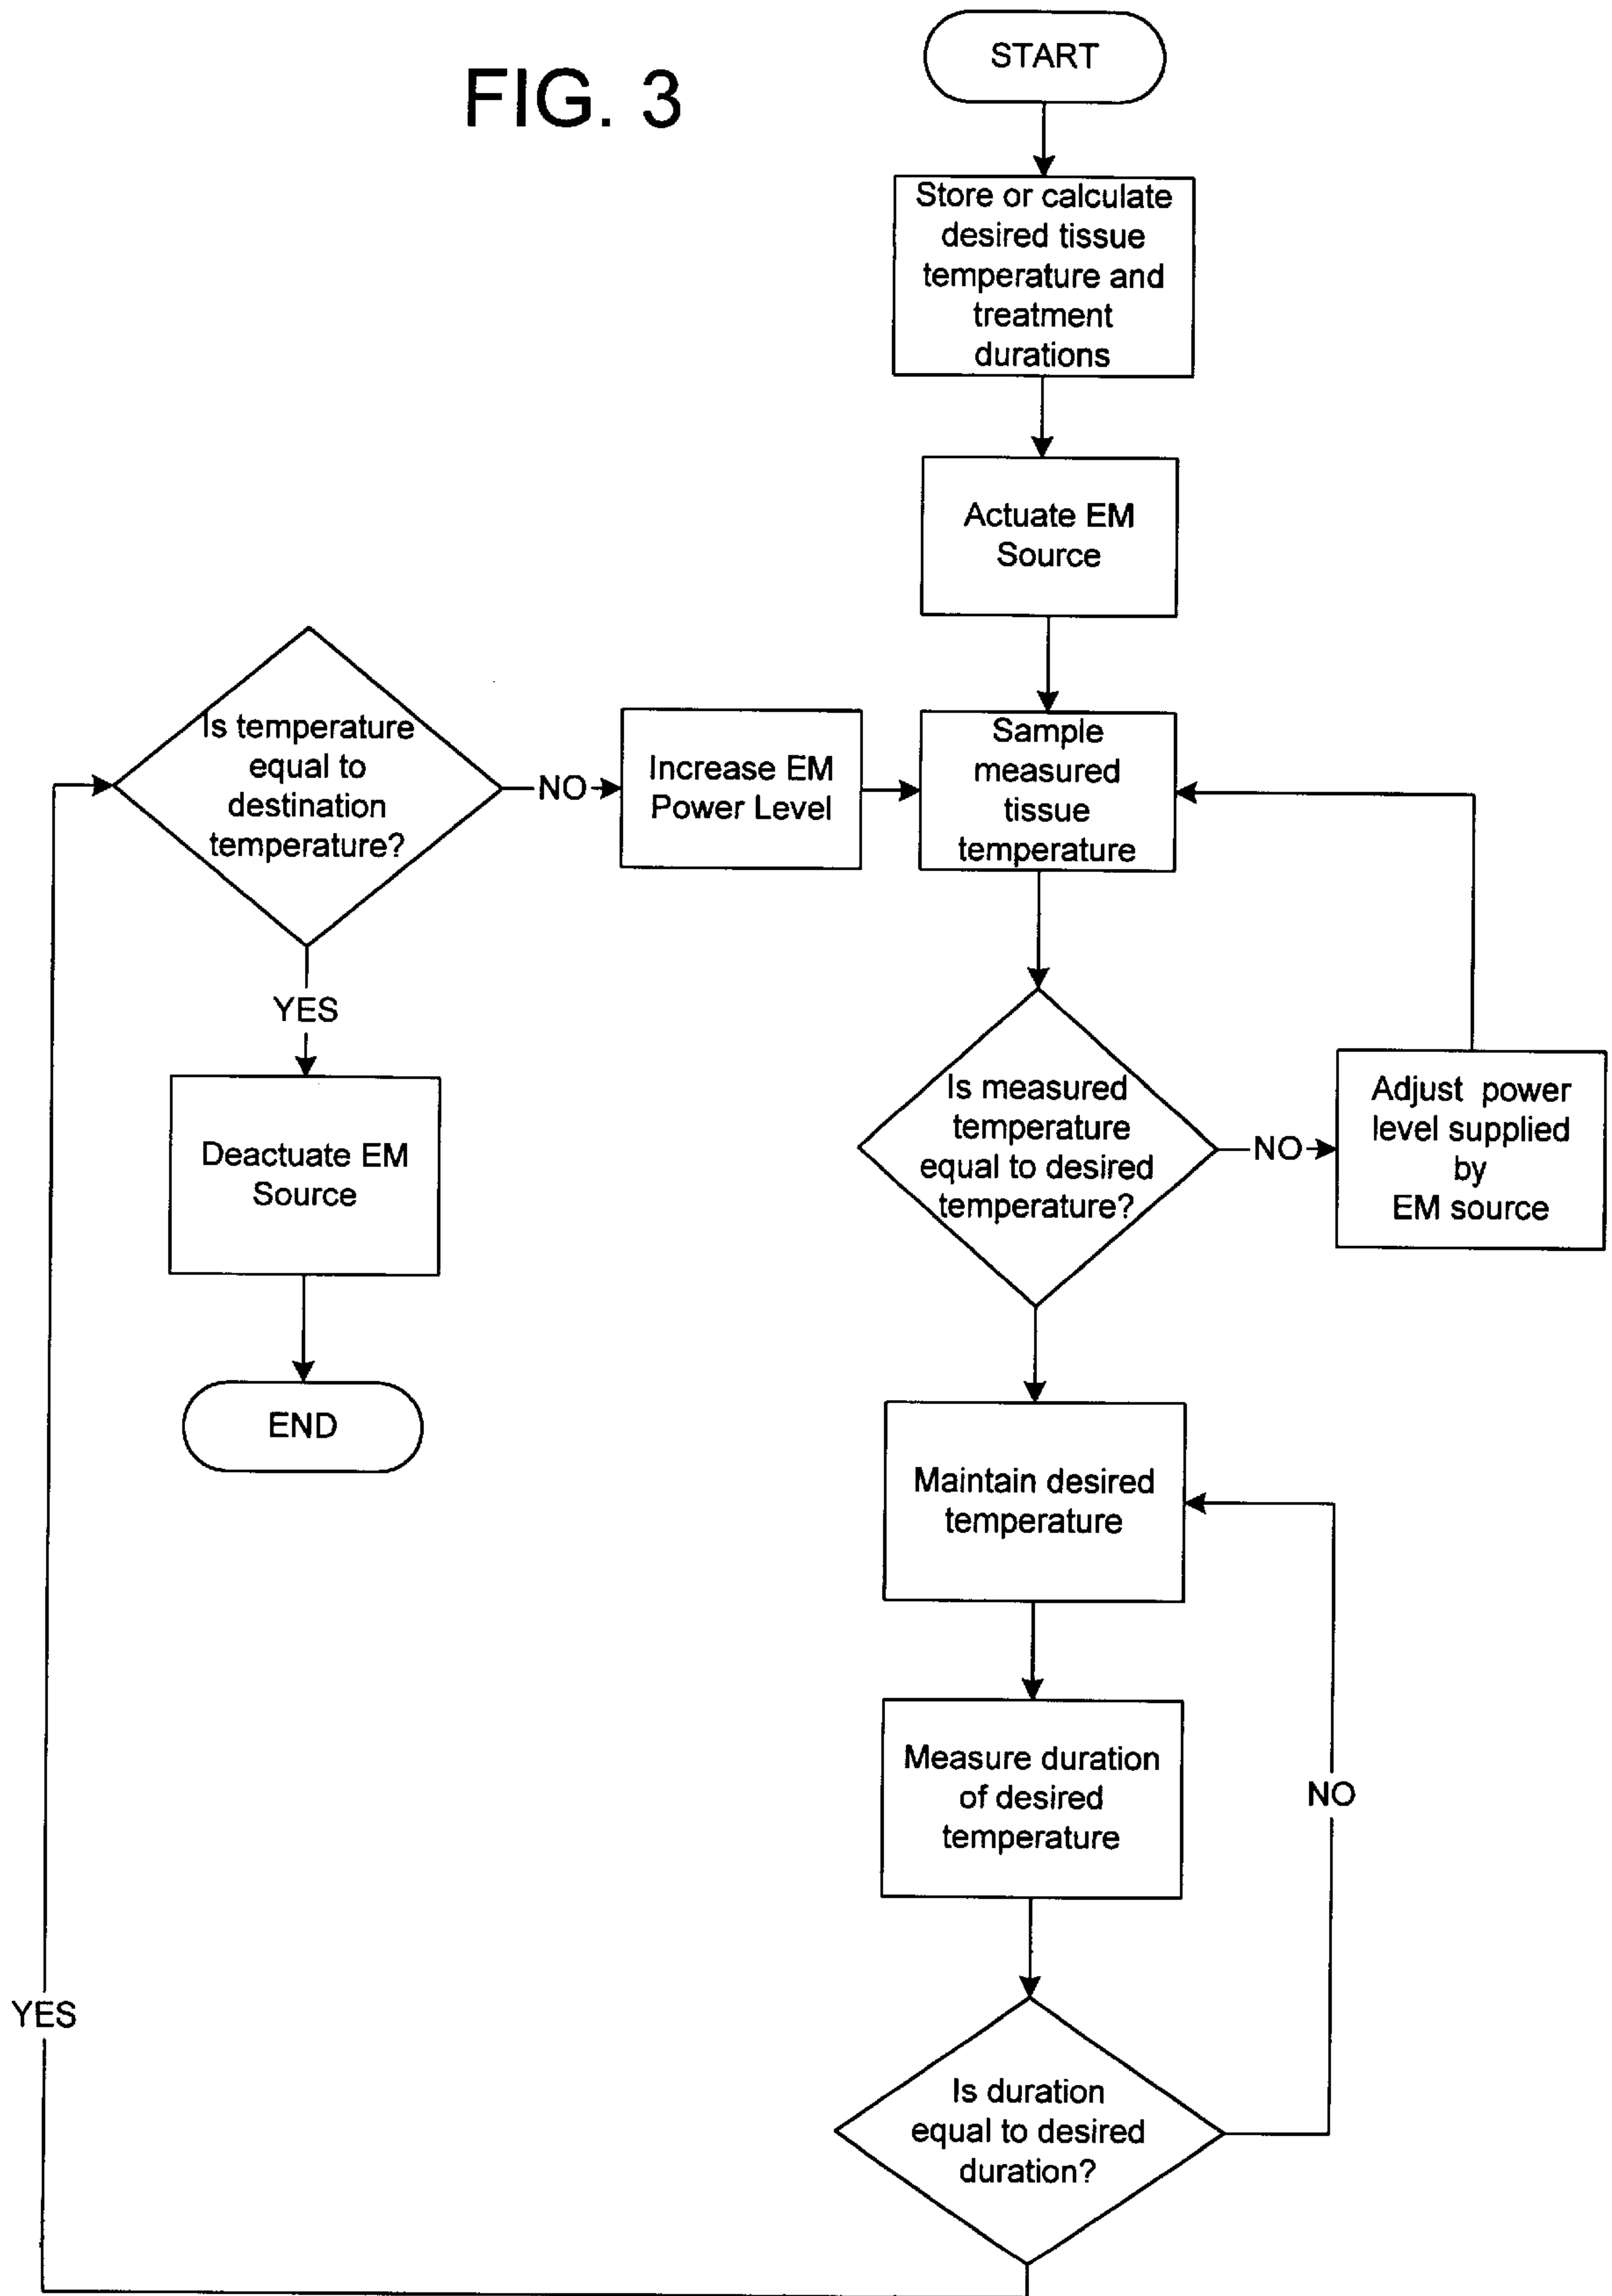 FIG. 3
START
Store or calculate
desired tissue
temperature and
treatment
durations
Actuate EM
Source
Is temperature
equal to
destination
temperature?
NO
Increase EM
Power Level
Sample
measured
tissue
temperature
YES
Deactuate EM
Source
END
Is measured
temperature
equal to desired
temperature?
NO
Adjust power
level supplied
by
EM source
Maintain desired
temperature
Measure duration
of desired
temperature
NO
YES
Is duration
equal to desired
duration?